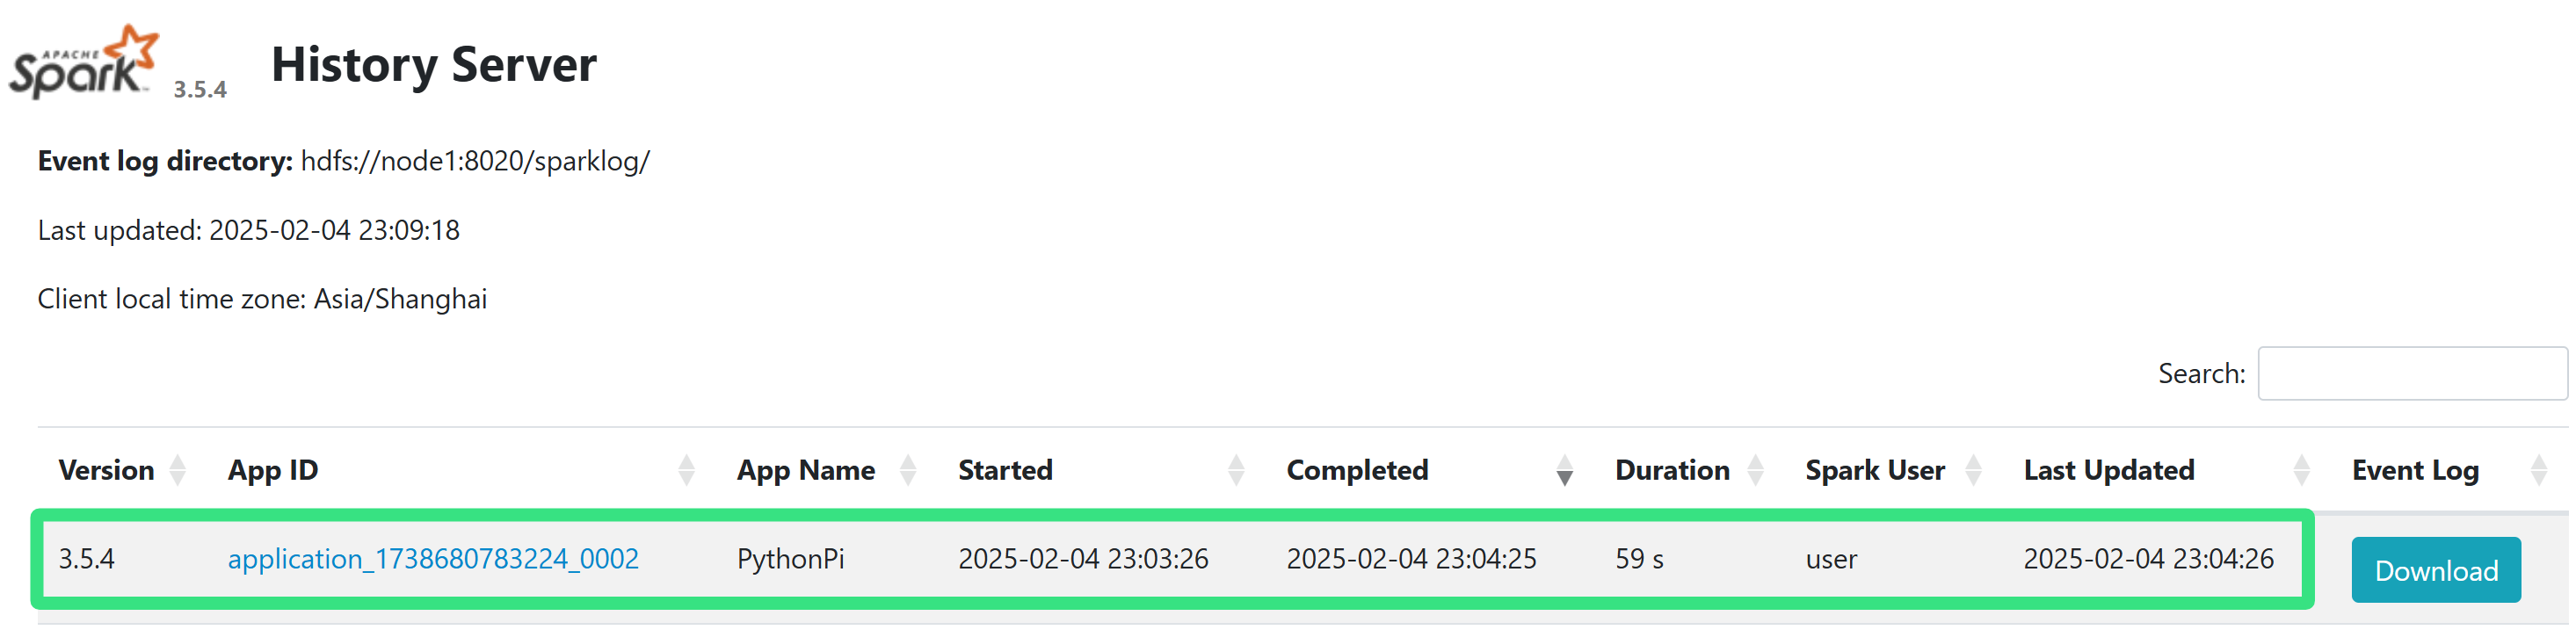 APACHE
Spark™ 3.5.4 History Server
Event log directory: hdfs://node1:8020/sparklog/
Last updated: 2025-02-04 23:09:18
Client local time zone: Asia/Shanghai
Search:
Version App ID App Name Started Completed Duration Spark User Last Updated Event Log
3.5.4 application_1738680783224_0002 PythonPi 2025-02-04 23:03:26 2025-02-04 23:04:25 59 s user 2025-02-04 23:04:26 Download